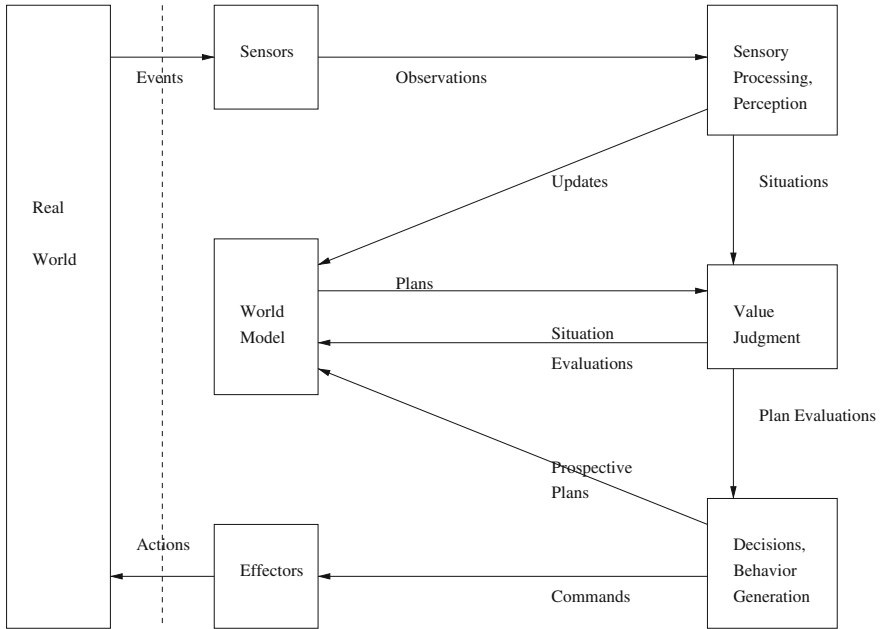 Real
World
Events
Sensors
Observations
Sensory
Processing,
Perception
Updates
Situations
World
Model
Plans
Situation
Evaluations
Value
Judgment
Plan Evaluations
Prospective
Plans
Actions
Effectors
Commands
Decisions,
Behavior
Generation